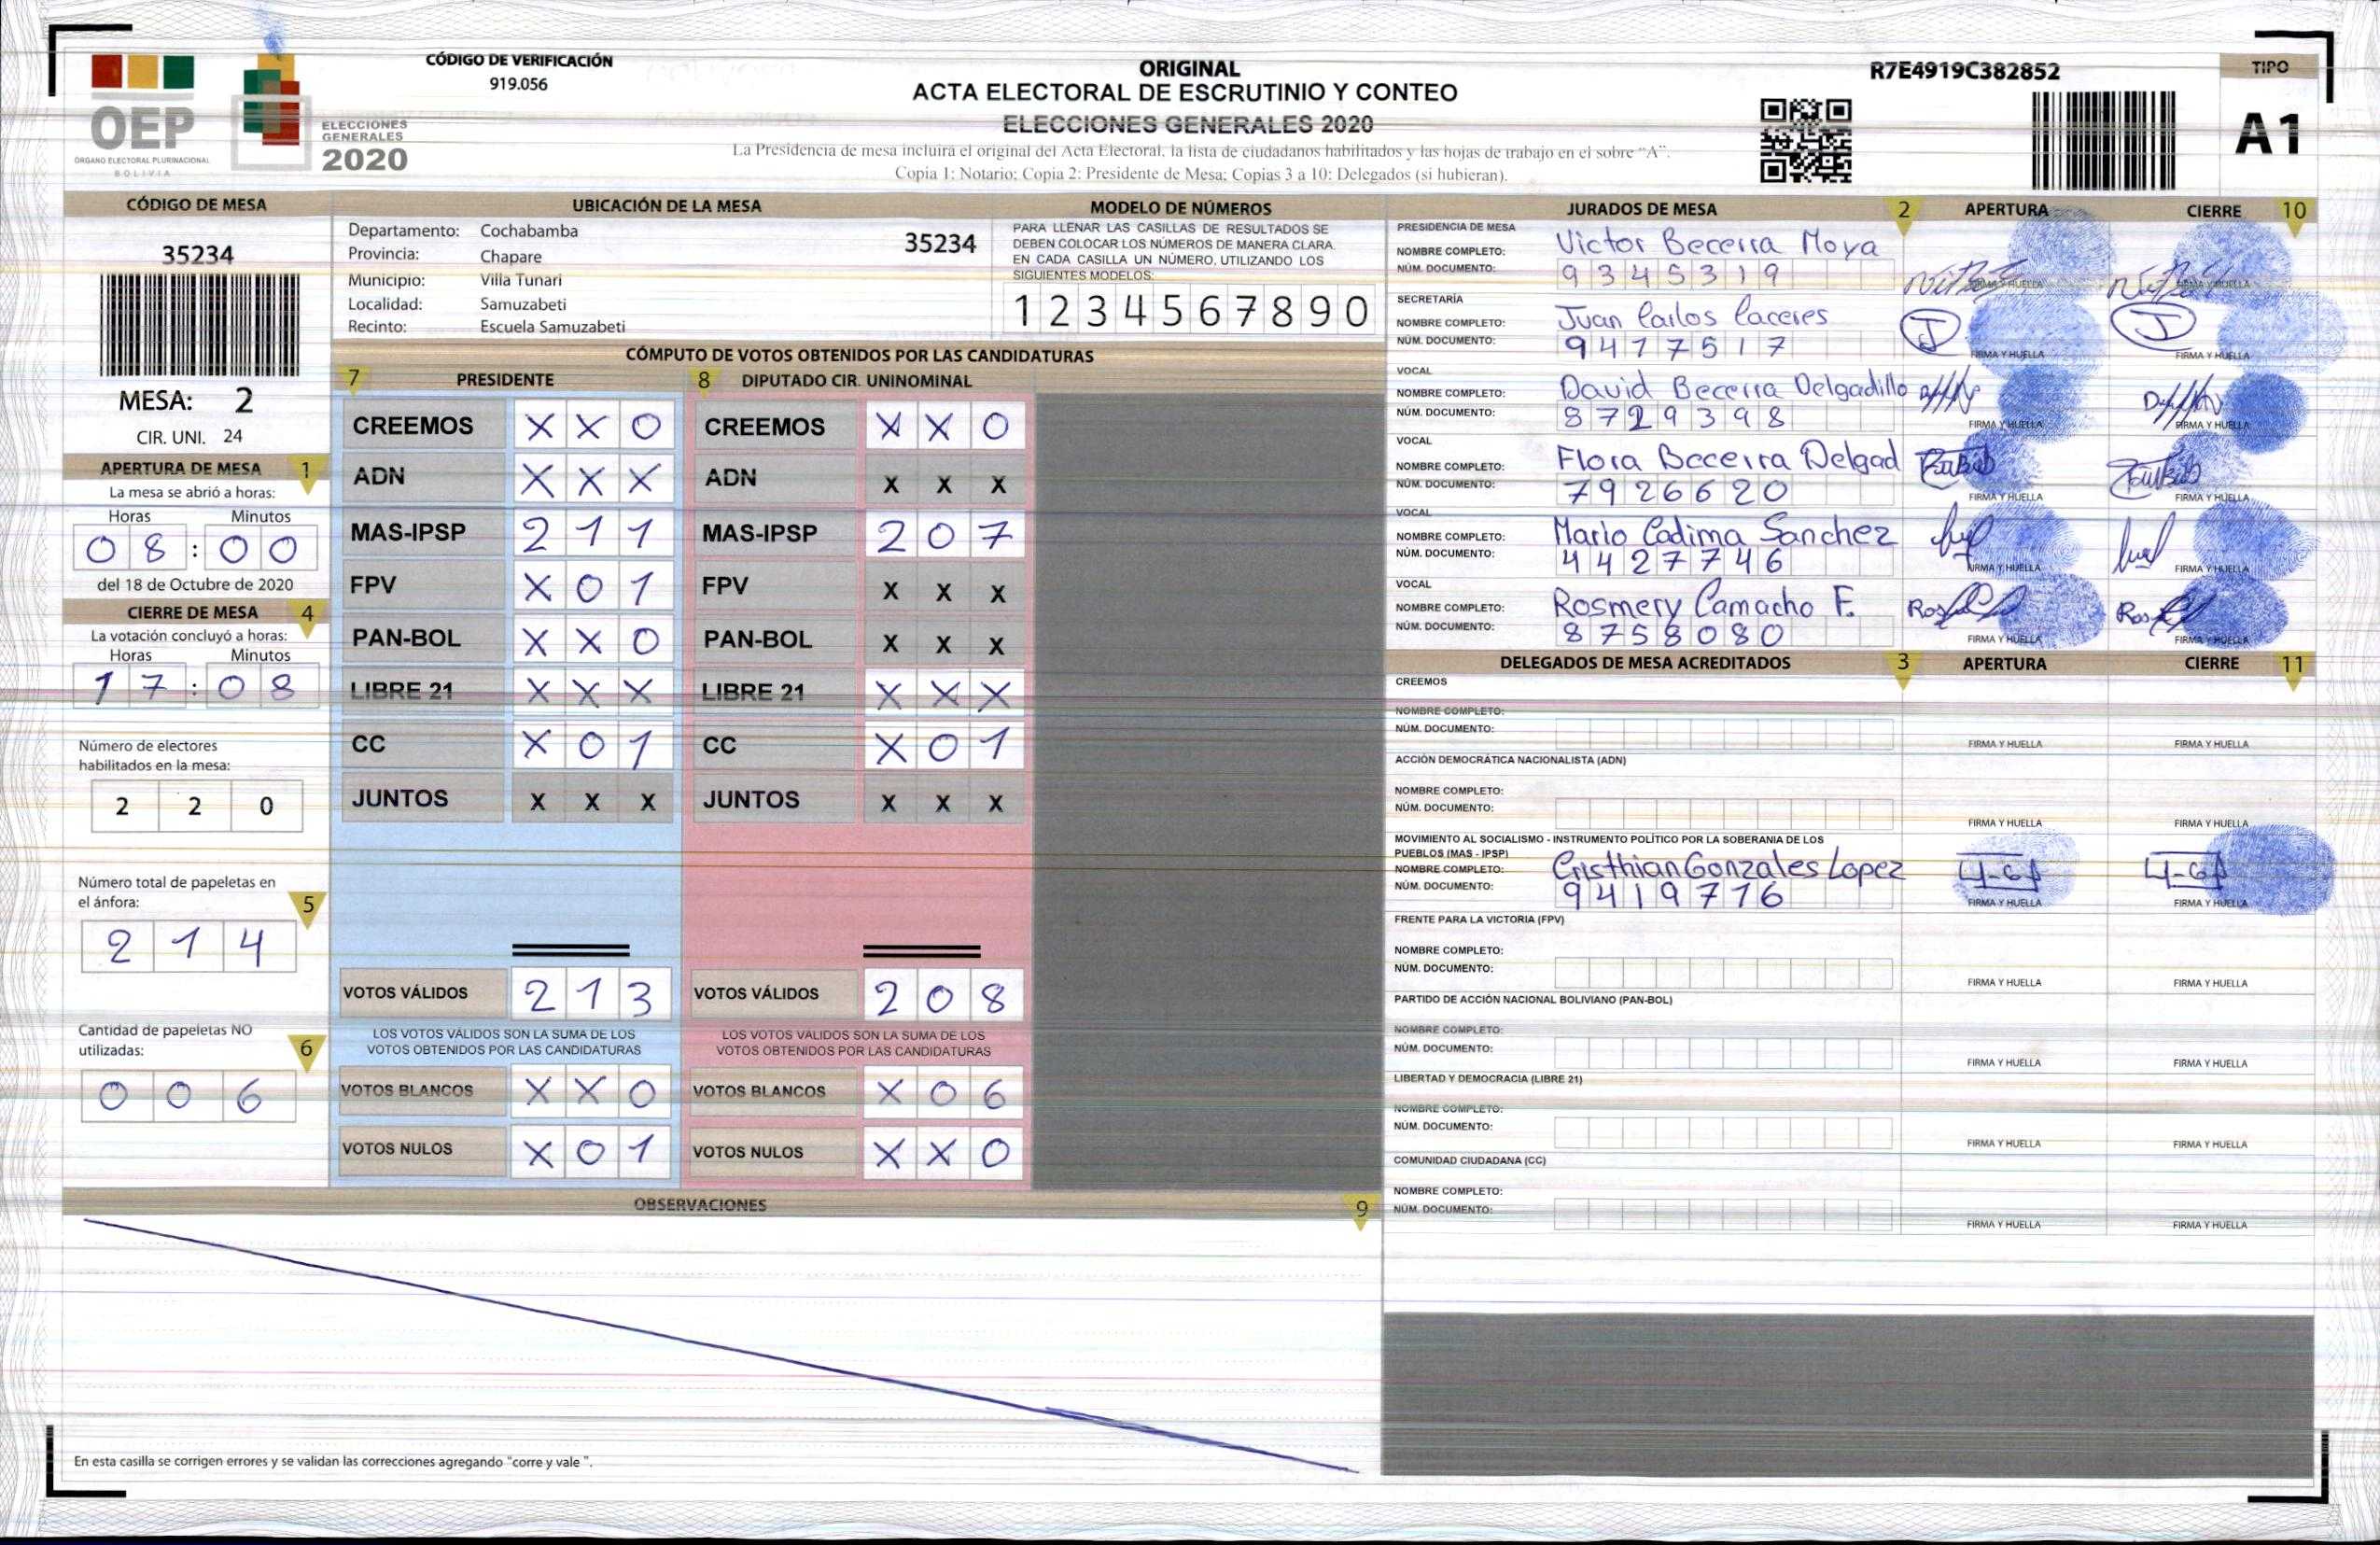 CÓDIGO DE VERIFICACIÓN
919.056
OEP
ÓRGANO ELECTORAL PLURINACIONAL
BOLIVIA
ELECCIONES
GENERALES
2020
ORIGINAL
ACTA ELECTORAL DE ESCRUTINIO Y CONTEO
ELECCIONES GENERALES 2020
La Presidencia de mesa incluirá el original del Acta Electoral, la lista de ciudadanos habilitados y las hojas de trabajo en el sobre "A".
Copia 1: Notario; Copia 2: Presidente de Mesa; Copias 3 a 10: Delegados (si hubieran).
R7E4919C382852
TIPO
A1
CÓDIGO DE MESA
35234
MESA: 2
CIR. UNI. 24
APERTURA DE MESA 1
La mesa se abrió a horas:
Horas Minutos
08:00
del 18 de Octubre de 2020
CIERRE DE MESA 4
La votación concluyó a horas:
Horas Minutos
17:08
Número de electores
habilitados en la mesa:
2 2 0
Número total de papeletas en
el ánfora: 5
2 1 4
Cantidad de papeletas NO
utilizadas: 6
0 0 6
UBICACIÓN DE LA MESA
Departamento: Cochabamba
35234
Provincia: Chapare
Municipio: Villa Tunari
Localidad: Samuzabeti
Recinto: Escuela Samuzabeti
MODELO DE NÚMEROS
PARA LLENAR LAS CASILLAS DE RESULTADOS SE
DEBEN COLOCAR LOS NÚMEROS DE MANERA CLARA,
EN CADA CASILLA UN NÚMERO, UTILIZANDO LOS
SIGUIENTES MODELOS:
1 2 3 4 5 6 7 8 9 0
CÓMPUTO DE VOTOS OBTENIDOS POR LAS CANDIDATURAS
7 PRESIDENTE
CREEMOS X X 0
ADN X X X
MAS-IPSP 2 1 1
FPV X 0 1
PAN-BOL X X 0
LIBRE 21 X X X
CC X 0 1
JUNTOS X X X
VOTOS VÁLIDOS 2 1 3
LOS VOTOS VÁLIDOS SON LA SUMA DE LOS
VOTOS OBTENIDOS POR LAS CANDIDATURAS
VOTOS BLANCOS X X 0
VOTOS NULOS X 0 1
8 DIPUTADO CIR. UNINOMINAL
CREEMOS X X 0
ADN X X X
MAS-IPSP 2 0 7
FPV X X X
PAN-BOL X X X
LIBRE 21 X X X
CC X 0 1
JUNTOS X X X
VOTOS VÁLIDOS 2 0 8
LOS VOTOS VÁLIDOS SON LA SUMA DE LOS
VOTOS OBTENIDOS POR LAS CANDIDATURAS
VOTOS BLANCOS X 0 6
VOTOS NULOS X X 0
OBSERVACIONES 9
En esta casilla se corrigen errores y se validan las correcciones agregando "corre y vale ".
JURADOS DE MESA 2 APERTURA CIERRE 10
PRESIDENCIA DE MESA
NOMBRE COMPLETO: Victor Becerra Moya
NÚM. DOCUMENTO: 9345319
FIRMA Y HUELLA FIRMA Y HUELLA
SECRETARÍA
NOMBRE COMPLETO: Juan Carlos Caceres
NÚM. DOCUMENTO: 9417517
FIRMA Y HUELLA FIRMA Y HUELLA
VOCAL
NOMBRE COMPLETO: David Becerra Delgadillo
NÚM. DOCUMENTO: 8729398
FIRMA Y HUELLA FIRMA Y HUELLA
VOCAL
NOMBRE COMPLETO: Flora Becerra Delgad
NÚM. DOCUMENTO: 7926620
FIRMA Y HUELLA FIRMA Y HUELLA
VOCAL
NOMBRE COMPLETO: Mario Cadima Sanchez
NÚM. DOCUMENTO: 4427746
FIRMA Y HUELLA FIRMA Y HUELLA
VOCAL
NOMBRE COMPLETO: Rosmery Camacho F.
NÚM. DOCUMENTO: 8758080
FIRMA Y HUELLA FIRMA Y HUELLA
DELEGADOS DE MESA ACREDITADOS 3 APERTURA CIERRE 11
CREEMOS
NOMBRE COMPLETO:
NÚM. DOCUMENTO:
FIRMA Y HUELLA FIRMA Y HUELLA
ACCIÓN DEMOCRÁTICA NACIONALISTA (ADN)
NOMBRE COMPLETO:
NÚM. DOCUMENTO:
FIRMA Y HUELLA FIRMA Y HUELLA
MOVIMIENTO AL SOCIALISMO - INSTRUMENTO POLÍTICO POR LA SOBERANIA DE LOS
PUEBLOS (MAS - IPSP)
NOMBRE COMPLETO: Cristhian Gonzales Lopez
NÚM. DOCUMENTO: 9419716
FIRMA Y HUELLA FIRMA Y HUELLA
FRENTE PARA LA VICTORIA (FPV)
NOMBRE COMPLETO:
NÚM. DOCUMENTO:
FIRMA Y HUELLA FIRMA Y HUELLA
PARTIDO DE ACCIÓN NACIONAL BOLIVIANO (PAN-BOL)
NOMBRE COMPLETO:
NÚM. DOCUMENTO:
FIRMA Y HUELLA FIRMA Y HUELLA
LIBERTAD Y DEMOCRACIA (LIBRE 21)
NOMBRE COMPLETO:
NÚM. DOCUMENTO:
FIRMA Y HUELLA FIRMA Y HUELLA
COMUNIDAD CIUDADANA (CC)
NOMBRE COMPLETO:
NÚM. DOCUMENTO:
FIRMA Y HUELLA FIRMA Y HUELLA